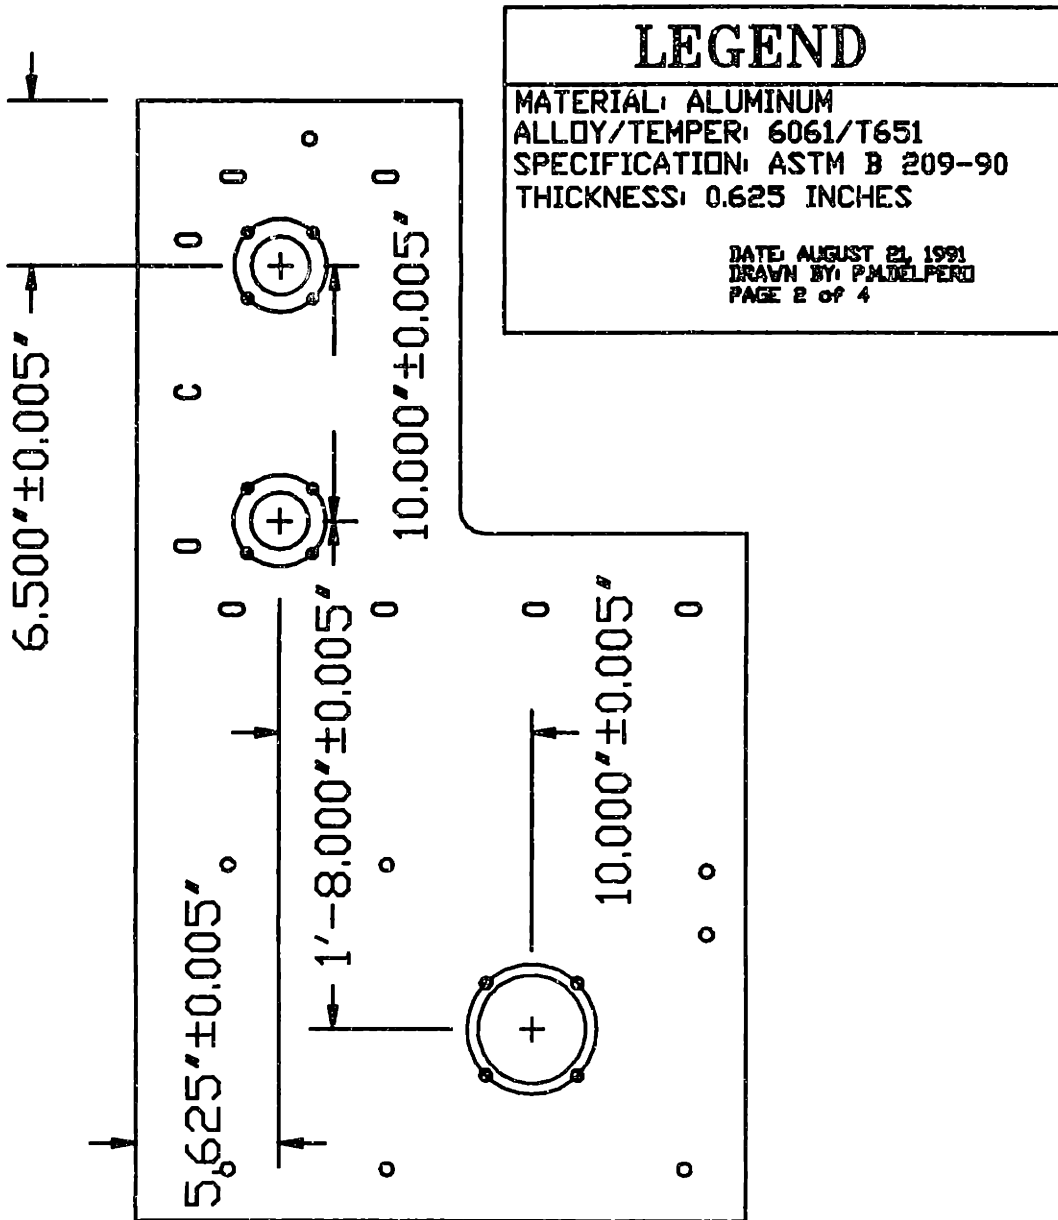 LEGEND
MATERIAL: ALUMINUM
ALLOY/TEMPER: 6061/T651
SPECIFICATION: ASTM B 209-90
THICKNESS: 0.625 INCHES
DATE: AUGUST 21, 1991
DRAWN BY: P.M.DELPERO
PAGE 2 of 4
6.500"±0.005"
10.000"±0.005"
1'-8.000"±0.005"
10.000"±0.005"
5.625"±0.005"